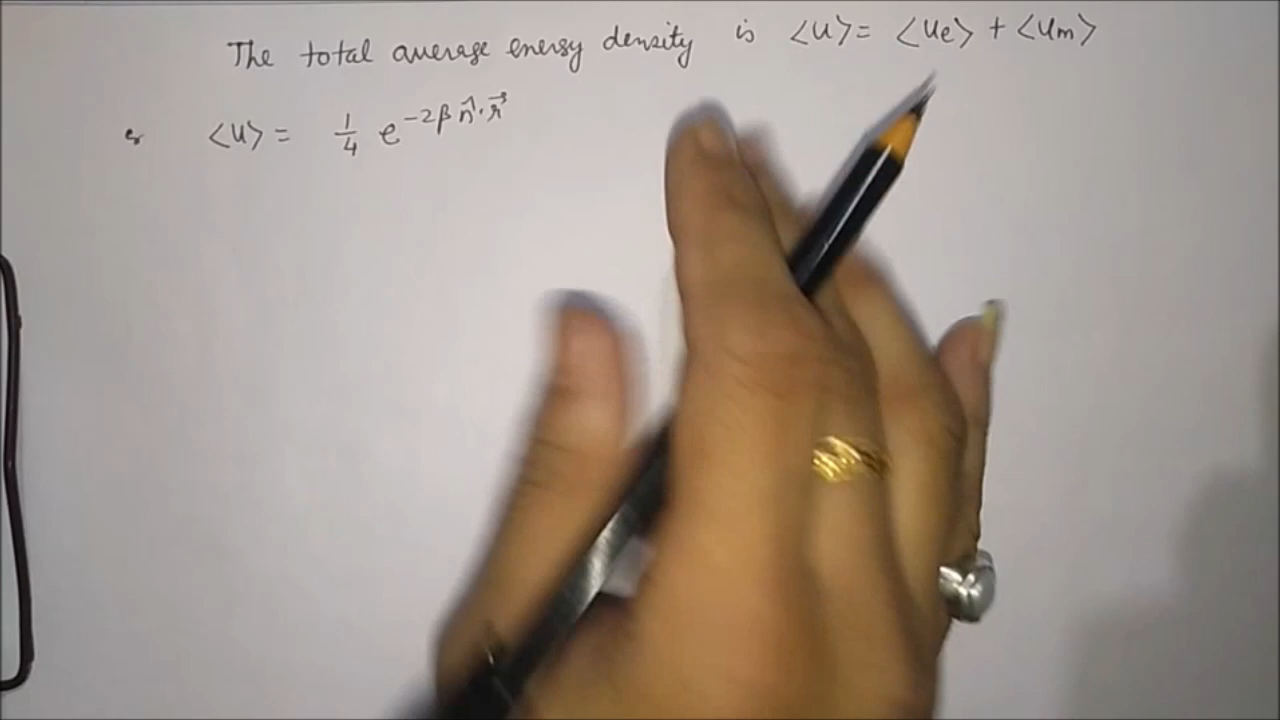 The total average energy density is ⟨u⟩ = ⟨ue⟩ + ⟨um⟩
⟨u⟩ = 1/4 e^{-2β n̂·r⃗}